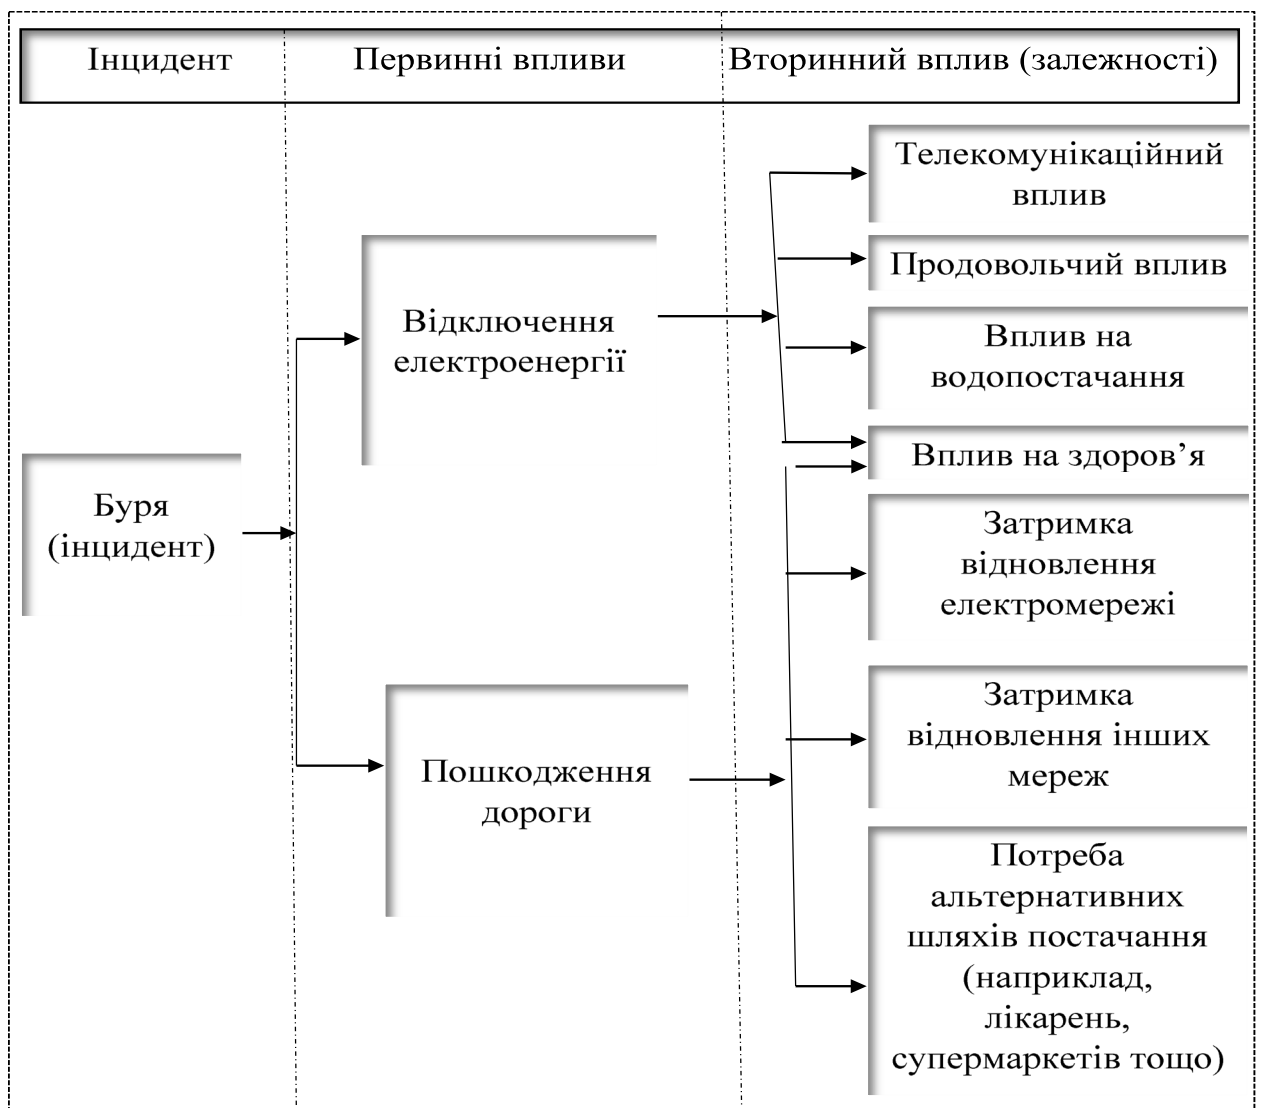 Інцидент
Первинні впливи
Вторинний вплив (залежності)
Буря
(інцидент)
Відключення
електроенергії
Пошкодження
дороги
Телекомунікаційний
вплив
Продовольчий вплив
Вплив на
водопостачання
Вплив на здоров’я
Затримка
відновлення
електромережі
Затримка
відновлення інших
мереж
Потреба
альтернативних
шляхів постачання
(наприклад,
лікарень,
супермаркетів тощо)